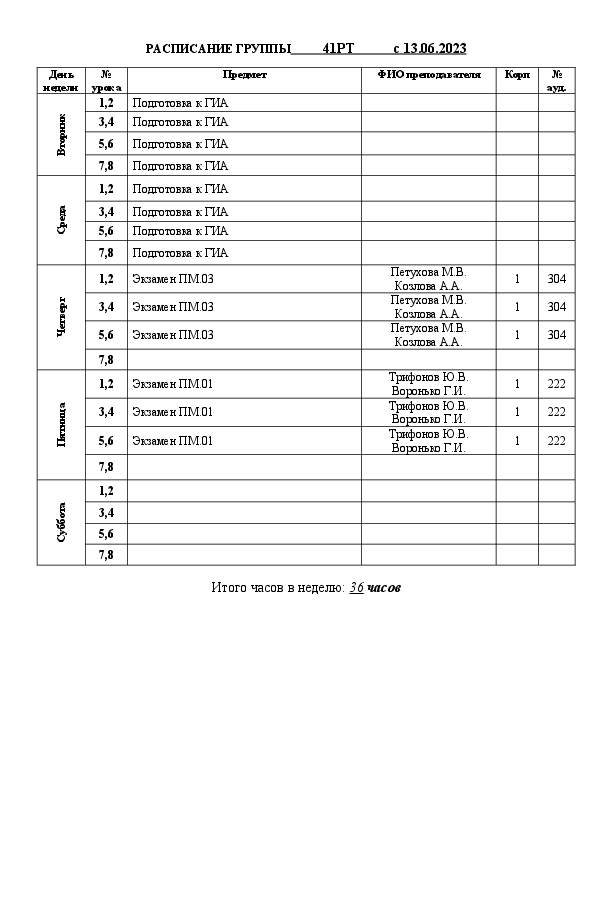 РАСПИСАНИЕ ГРУППЫ 41РТ с 13.06.2023
День недели № урока Предмет ФИО преподавателя Корп № ауд.
Вторник
1,2 Подготовка к ГИА
3,4 Подготовка к ГИА
5,6 Подготовка к ГИА
7,8 Подготовка к ГИА
Среда
1,2 Подготовка к ГИА
3,4 Подготовка к ГИА
5,6 Подготовка к ГИА
7,8 Подготовка к ГИА
Четверг
1,2 Экзамен ПМ.03 Петухова М.В. Козлова А.А. 1 304
3,4 Экзамен ПМ.03 Петухова М.В. Козлова А.А. 1 304
5,6 Экзамен ПМ.03 Петухова М.В. Козлова А.А. 1 304
7,8
Пятница
1,2 Экзамен ПМ.01 Трифонов Ю.В. Воронько Г.И. 1 222
3,4 Экзамен ПМ.01 Трифонов Ю.В. Воронько Г.И. 1 222
5,6 Экзамен ПМ.01 Трифонов Ю.В. Воронько Г.И. 1 222
7,8
Суббота
1,2
3,4
5,6
7,8
Итого часов в неделю: 36 часов